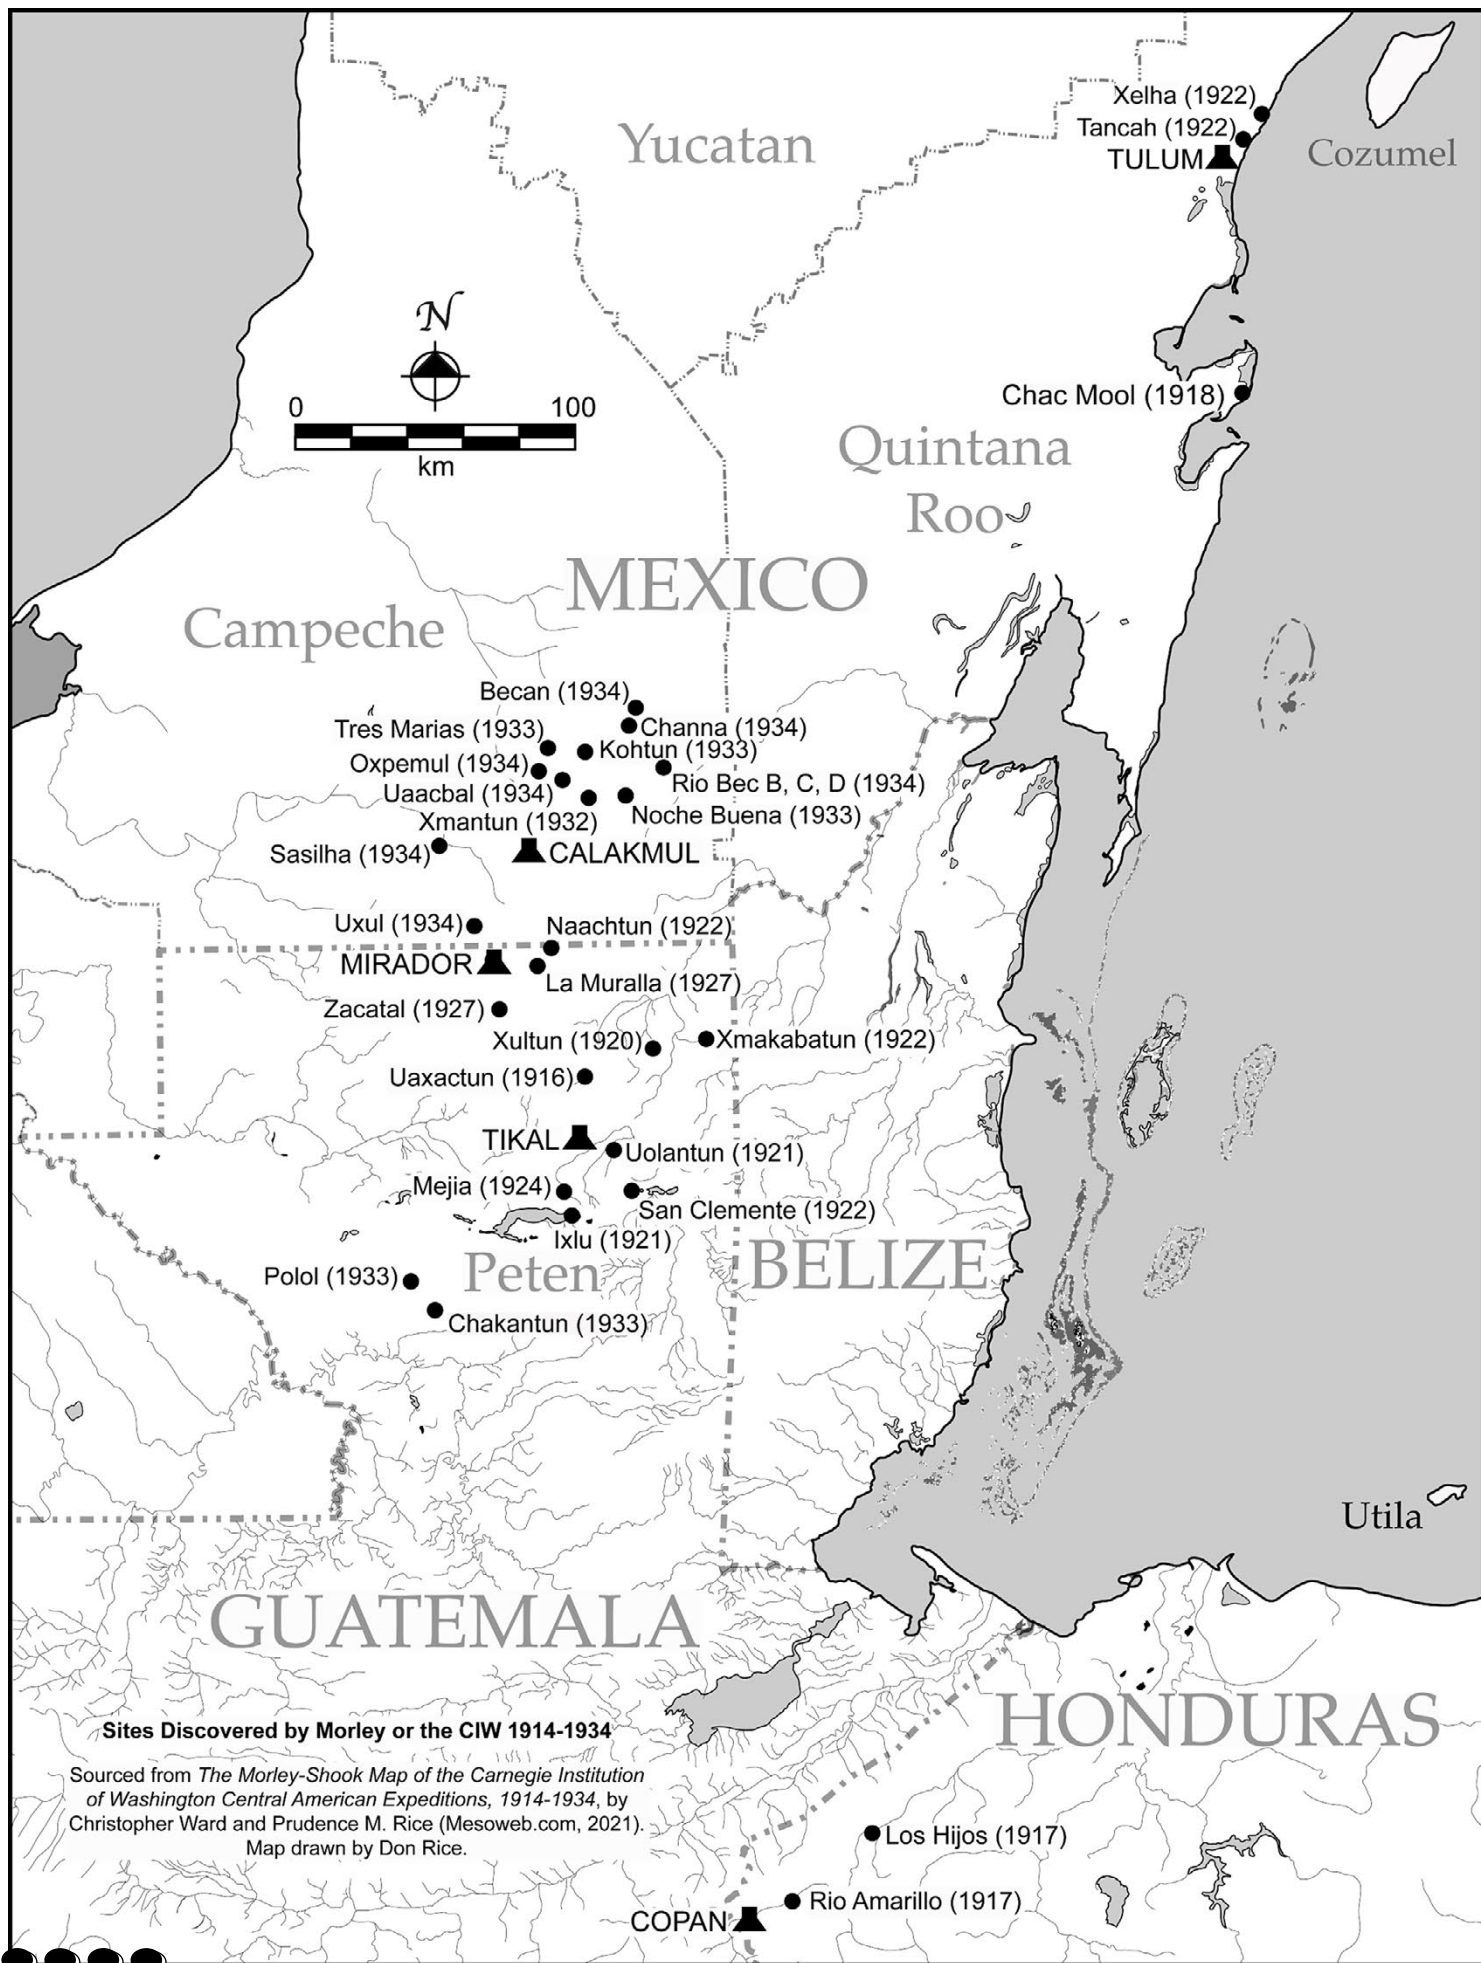 Xelha (1922)
Tancah (1922)
TULUM
Yucatan
Cozumel
N
0 100
km
Chac Mool (1918)
Quintana
Roo
MEXICO
Campeche
Becan (1934)
Channa (1934)
Tres Marias (1933)
Kohtun (1933)
Oxpemul (1934)
Rio Bec B, C, D (1934)
Uaacbal (1934)
Noche Buena (1933)
Xmantun (1932)
Sasilha (1934)
CALAKMUL
Uxul (1934)
Naachtun (1922)
MIRADOR
La Muralla (1927)
Zacatal (1927)
Xultun (1920)
Xmakabatun (1922)
Uaxactun (1916)
TIKAL
Uolantun (1921)
Mejia (1924)
San Clemente (1922)
Ixlu (1921)
Peten
BELIZE
Polol (1933)
Chakantun (1933)
Utila
GUATEMALA
HONDURAS
Sites Discovered by Morley or the CIW 1914-1934
Sourced from The Morley-Shook Map of the Carnegie Institution
of Washington Central American Expeditions, 1914-1934, by
Christopher Ward and Prudence M. Rice (Mesoweb.com, 2021).
Map drawn by Don Rice.
Los Hijos (1917)
Rio Amarillo (1917)
COPAN